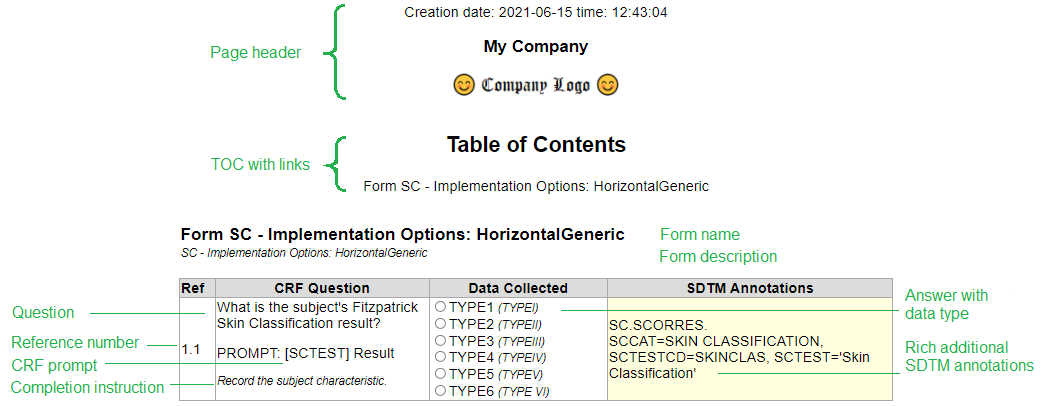 Creation date: 2021-06-15 time: 12:43:04
Page header
My Company
Company Logo
TOC with links
Table of Contents
Form SC - Implementation Options: HorizontalGeneric
Form SC - Implementation Options: HorizontalGeneric
Form name
SC - Implementation Options: HorizontalGeneric
Form description
Ref
CRF Question
Data Collected
SDTM Annotations
Question
Reference number
CRF prompt
Completion instruction
1.1
What is the subject's Fitzpatrick
Skin Classification result?
PROMPT: [SCTEST] Result
Record the subject characteristic.
TYPE1 (TYPEI)
TYPE2 (TYPEII)
TYPE3 (TYPEIII)
TYPE4 (TYPEIV)
TYPE5 (TYPEV)
TYPE6 (TYPE VI)
SC.SCORRES.
SCCAT=SKIN CLASSIFICATION,
SCTESTCD=SKINCLAS, SCTEST='Skin
Classification'
Answer with
data type
Rich additional
SDTM annotations